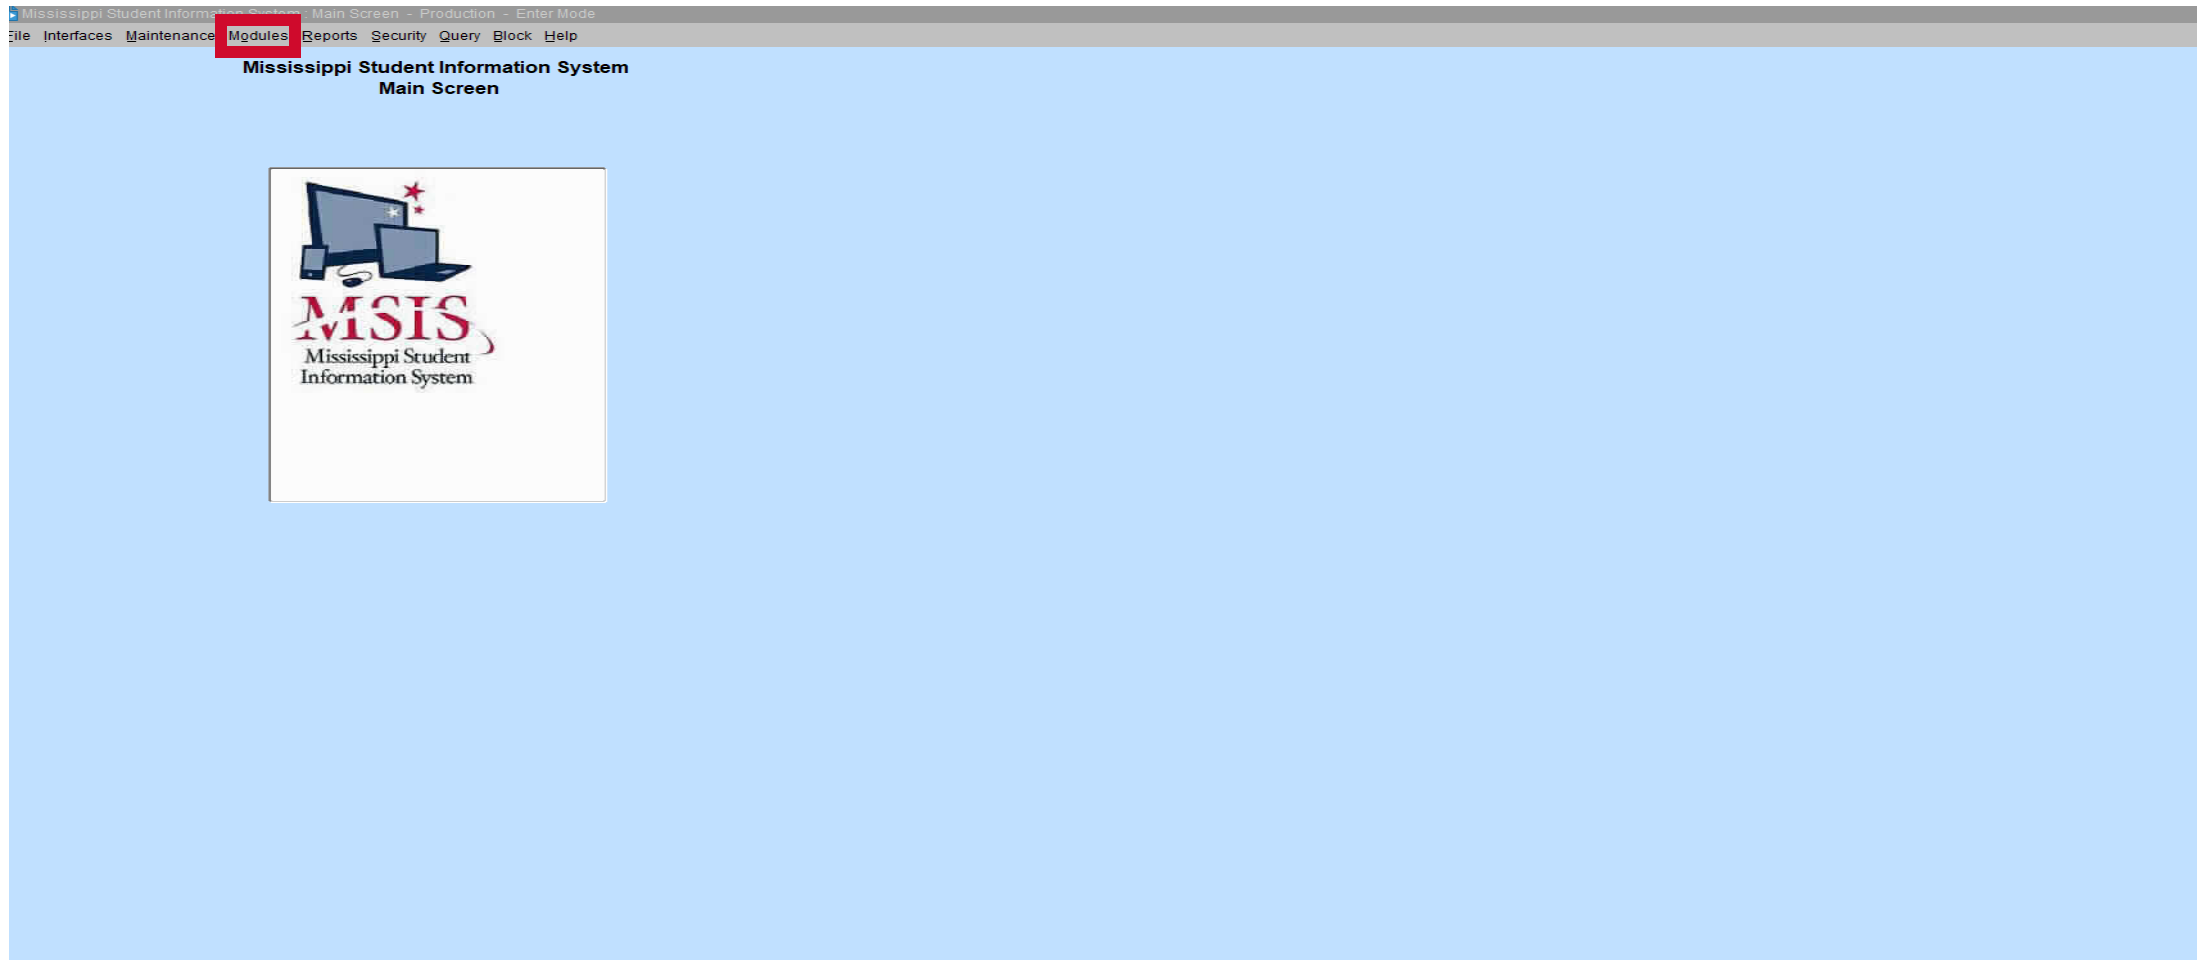 Mississippi Student Information System : Main Screen - Production - Enter Mode
File Interfaces Maintenance Modules Reports Security Query Block Help
Mississippi Student Information System
Main Screen
MSIS
Mississippi Student
Information System